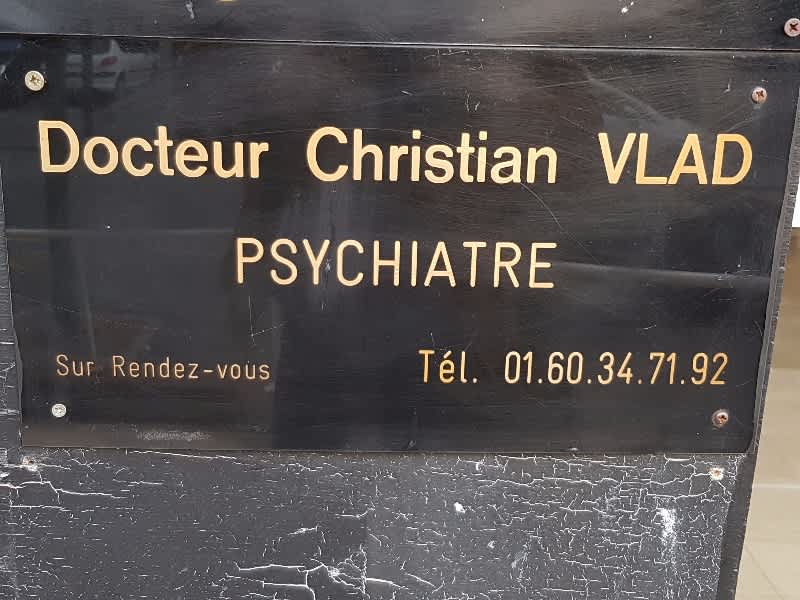 Docteur Christian VLAD
PSYCHIATRE
Sur Rendez-vous
Tél. 01.60.34.71.92